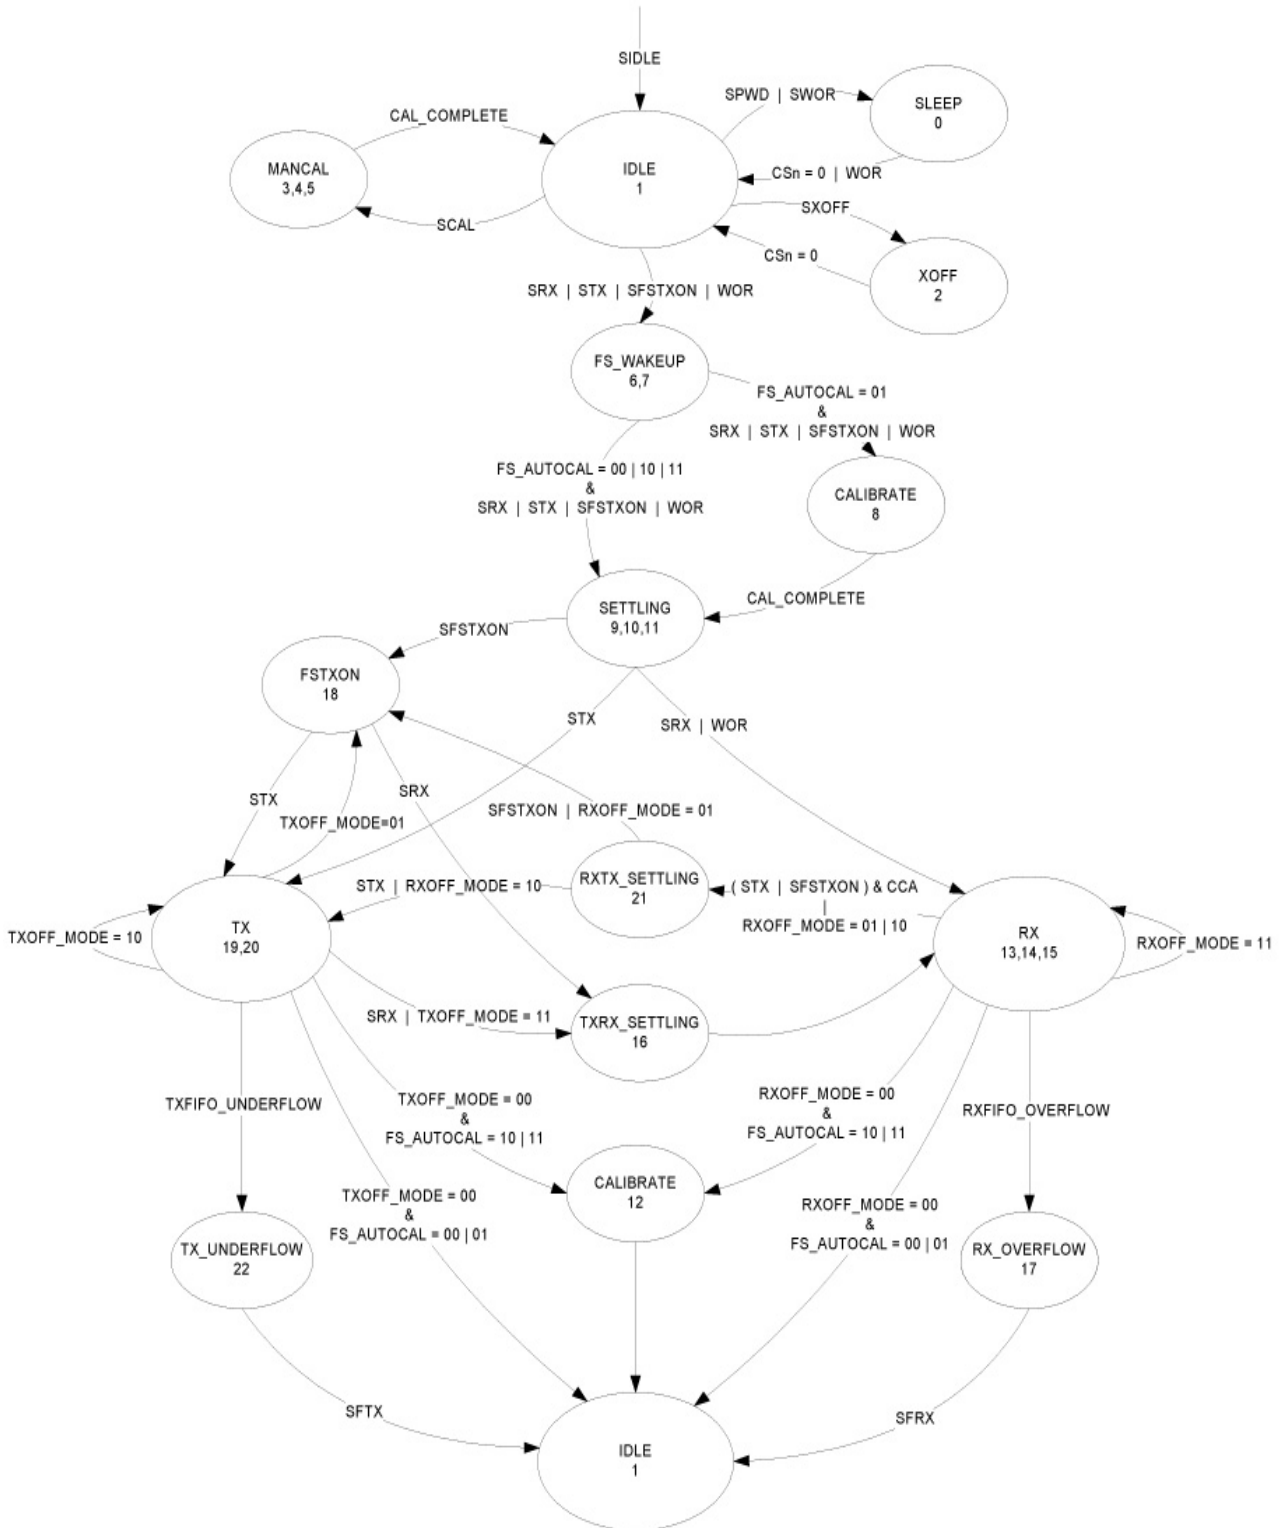 SIDLE
SPWD | SWOR
SLEEP
0
CAL_COMPLETE
MANCAL
3,4,5
IDLE
1
CSn = 0 | WOR
SCAL
SXOFF
CSn = 0
XOFF
2
SRX | STX | SFSTXON | WOR
FS_WAKEUP
6,7
FS_AUTOCAL = 01
&
SRX | STX | SFSTXON | WOR
FS_AUTOCAL = 00 | 10 | 11
&
SRX | STX | SFSTXON | WOR
CALIBRATE
8
CAL_COMPLETE
SETTLING
9,10,11
SFSTXON
FSTXON
18
STX
SRX | WOR
STX
SRX
TXOFF_MODE=01
SFSTXON | RXOFF_MODE = 01
RXTX_SETTLING
21
STX | RXOFF_MODE = 10
( STX | SFSTXON ) & CCA
|
RXOFF_MODE = 01 | 10
TXOFF_MODE = 10
TX
19,20
RX
13,14,15
RXOFF_MODE = 11
SRX | TXOFF_MODE = 11
TXRX_SETTLING
16
TXFIFO_UNDERFLOW
TXOFF_MODE = 00
&
FS_AUTOCAL = 10 | 11
RXOFF_MODE = 00
&
FS_AUTOCAL = 10 | 11
RXFIFO_OVERFLOW
CALIBRATE
12
TXOFF_MODE = 00
&
FS_AUTOCAL = 00 | 01
RXOFF_MODE = 00
&
FS_AUTOCAL = 00 | 01
TX_UNDERFLOW
22
RX_OVERFLOW
17
SFTX
SFRX
IDLE
1